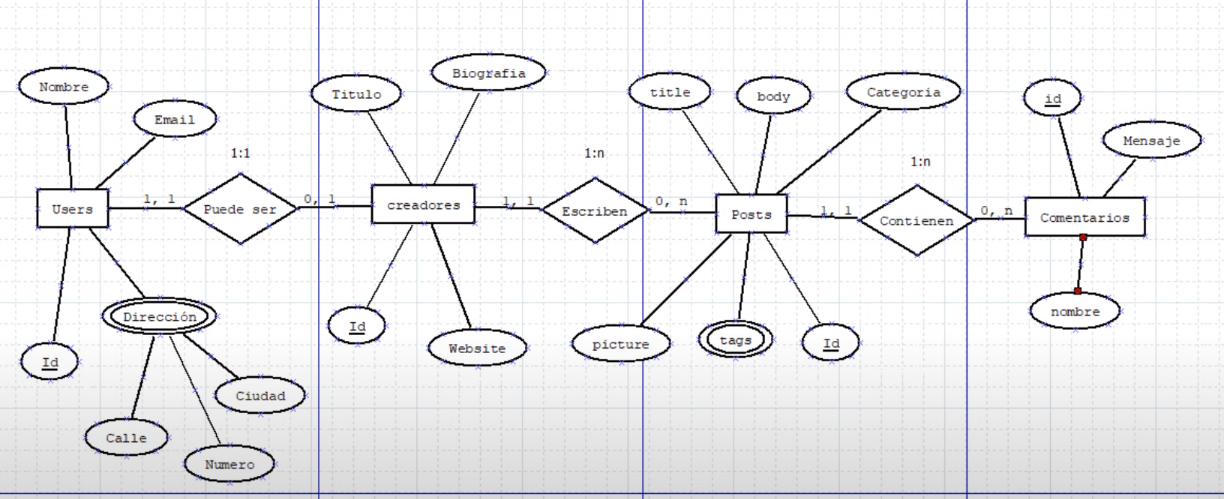 Nombre
Email
1:1
Users
1, 1
Puede ser
0, 1
Dirección
Id
Ciudad
Calle
Numero
Titulo
Biografia
creadores
1, 1
1:n
Escriben
0, n
Id
Website
title
body
Categoria
Posts
1, 1
1:n
Contienen
0, n
picture
tags
Id
id
Mensaje
Comentarios
nombre